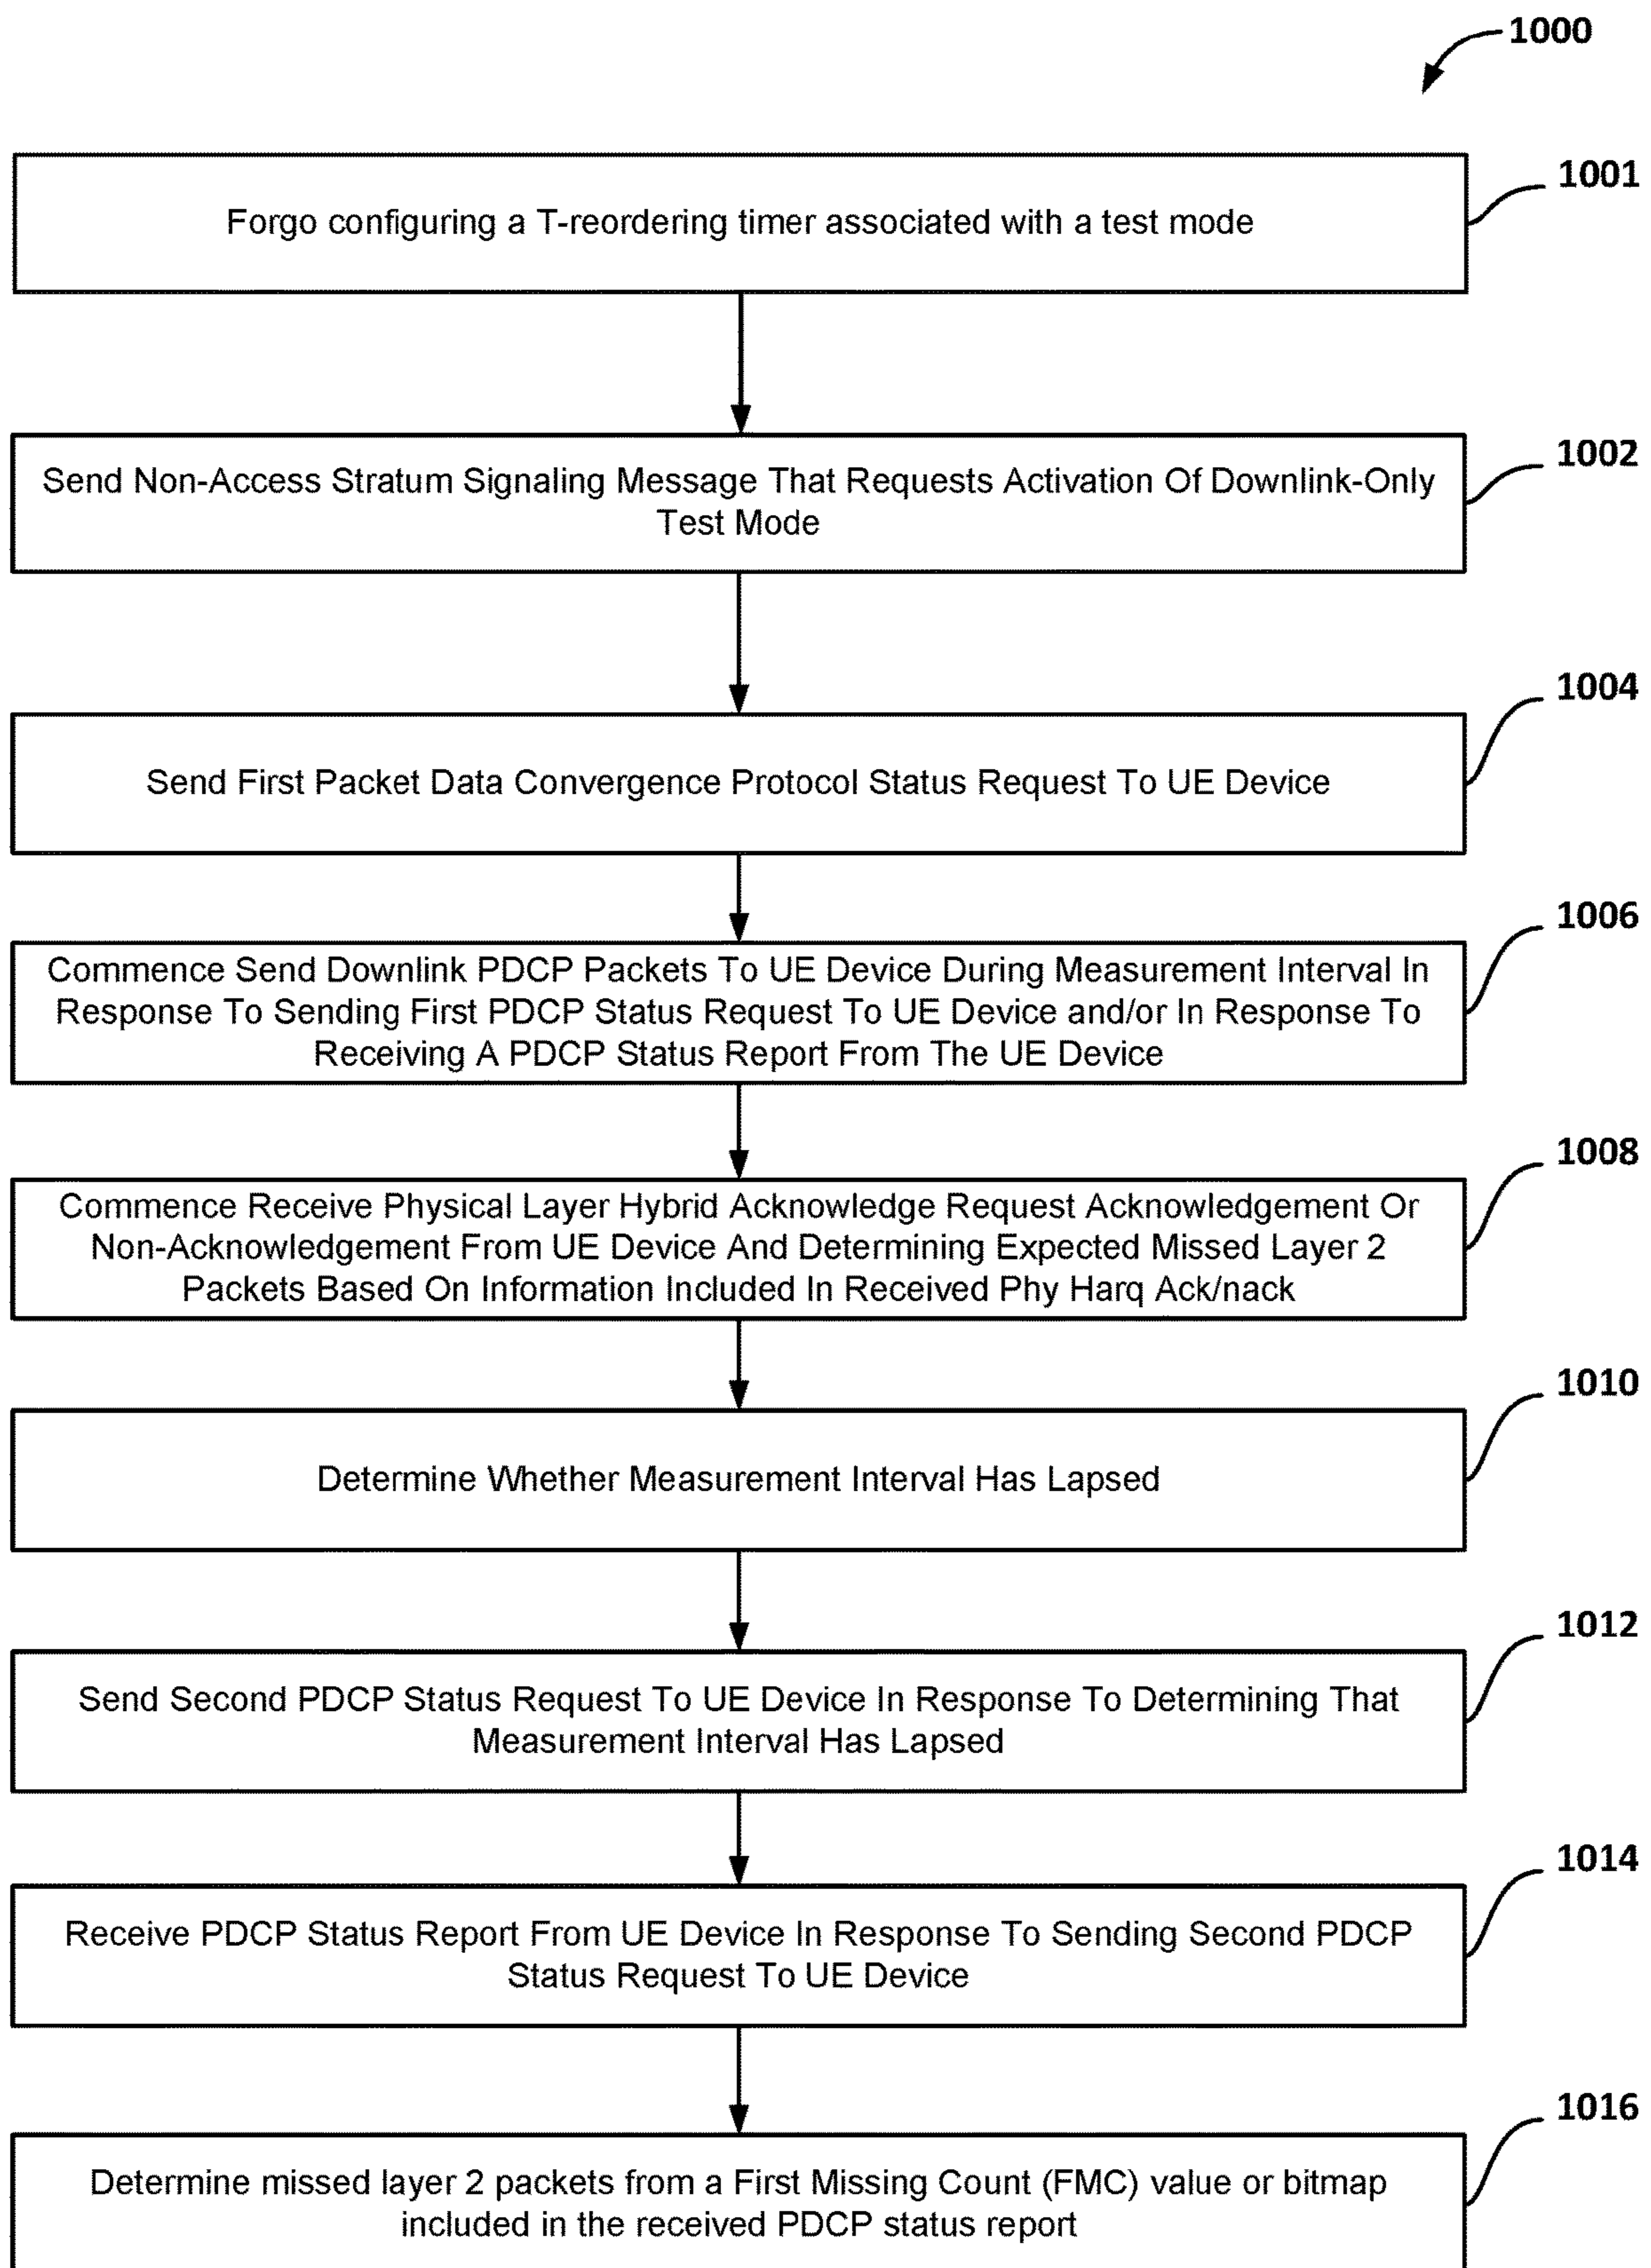 1000
1001
Forgo configuring a T-reordering timer associated with a test mode
1002
Send Non-Access Stratum Signaling Message That Requests Activation Of Downlink-Only
Test Mode
1004
Send First Packet Data Convergence Protocol Status Request To UE Device
1006
Commence Send Downlink PDCP Packets To UE Device During Measurement Interval In
Response To Sending First PDCP Status Request To UE Device and/or In Response To
Receiving A PDCP Status Report From The UE Device
1008
Commence Receive Physical Layer Hybrid Acknowledge Request Acknowledgement Or
Non-Acknowledgement From UE Device And Determining Expected Missed Layer 2
Packets Based On Information Included In Received Phy Harq Ack/nack
1010
Determine Whether Measurement Interval Has Lapsed
1012
Send Second PDCP Status Request To UE Device In Response To Determining That
Measurement Interval Has Lapsed
1014
Receive PDCP Status Report From UE Device In Response To Sending Second PDCP
Status Request To UE Device
1016
Determine missed layer 2 packets from a First Missing Count (FMC) value or bitmap
included in the received PDCP status report